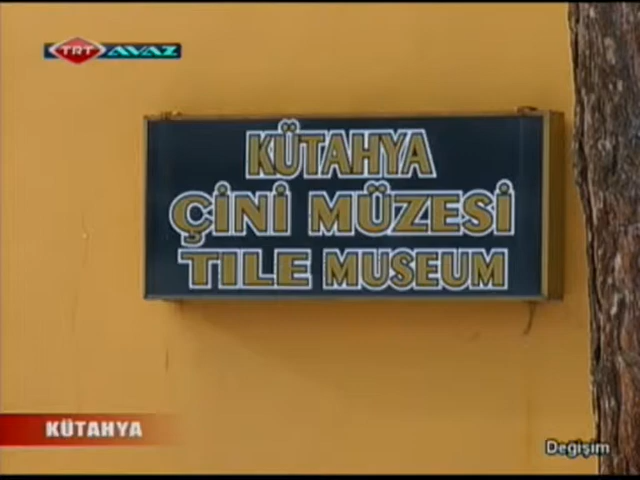 TRT AVAZ
KÜTAHYA
ÇİNİ MÜZESİ
TILE MUSEUM
KÜTAHYA
Değişim